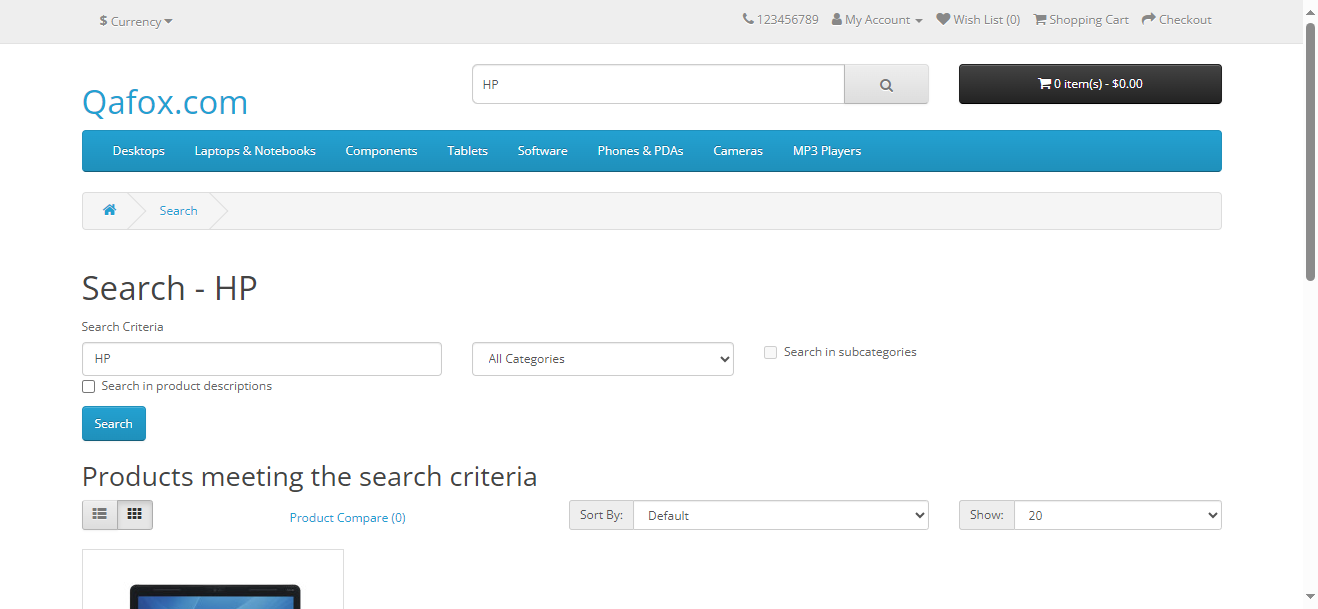 $ Currency
123456789 My Account Wish List (0) Shopping Cart Checkout
Qafox.com
HP
0 item(s) - $0.00
Desktops Laptops & Notebooks Components Tablets Software Phones & PDAs Cameras MP3 Players
Search
Search - HP
Search Criteria
HP
All Categories
Search in subcategories
Search in product descriptions
Search
Products meeting the search criteria
Product Compare (0)
Sort By: Default
Show: 20